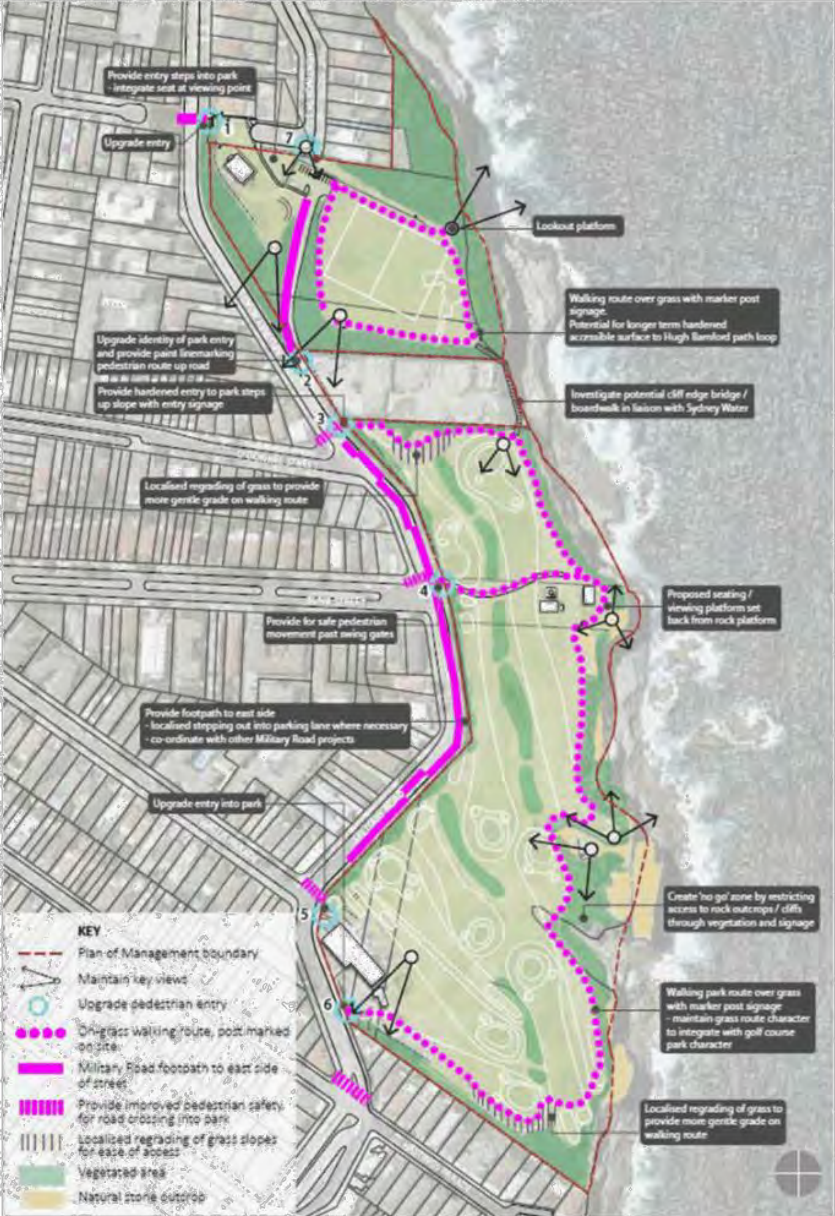 Provide entry steps into park
- integrate seat at viewing point
1
Upgrade entry
7
Lookout platform
Walking route over grass with marker post
signage.
Potential for longer term hardened
accessible surface to Hugh Bamford path loop
Upgrade identity of park entry
and provide paint linemarking
pedestrian route up road
2
Provide hardened entry to park steps
up slope with entry signage
3
Investigate potential cliff edge bridge /
boardwalk in liaison with Sydney Water
Localised regrading of grass to provide
more gentle grade on walking route
4
Proposed seating /
viewing platform set
back from rock platform
Provide for safe pedestrian
movement past swing gates
Provide footpath to east side
- localised stepping out into parking lane where necessary
- co-ordinate with other Military Road projects
Upgrade entry into park
5
Create 'no go' zone by restricting
access to rock outcrops / cliffs
through vegetation and signage
6
Walking park route over grass
with marker post signage
- maintain grass route character
to integrate with golf course
park character
Localised regrading of grass to
provide more gentle grade on
walking route
KEY
Plan of Management boundary
Maintain key views
Upgrade pedestrian entry
On-grass walking route, post marked
on site.
Military Road footpath to east side
of street
Provide improved pedestrian safety
for road crossing into park
Localised regrading of grass slopes
for ease of access
Vegetated area
Natural stone outcrop